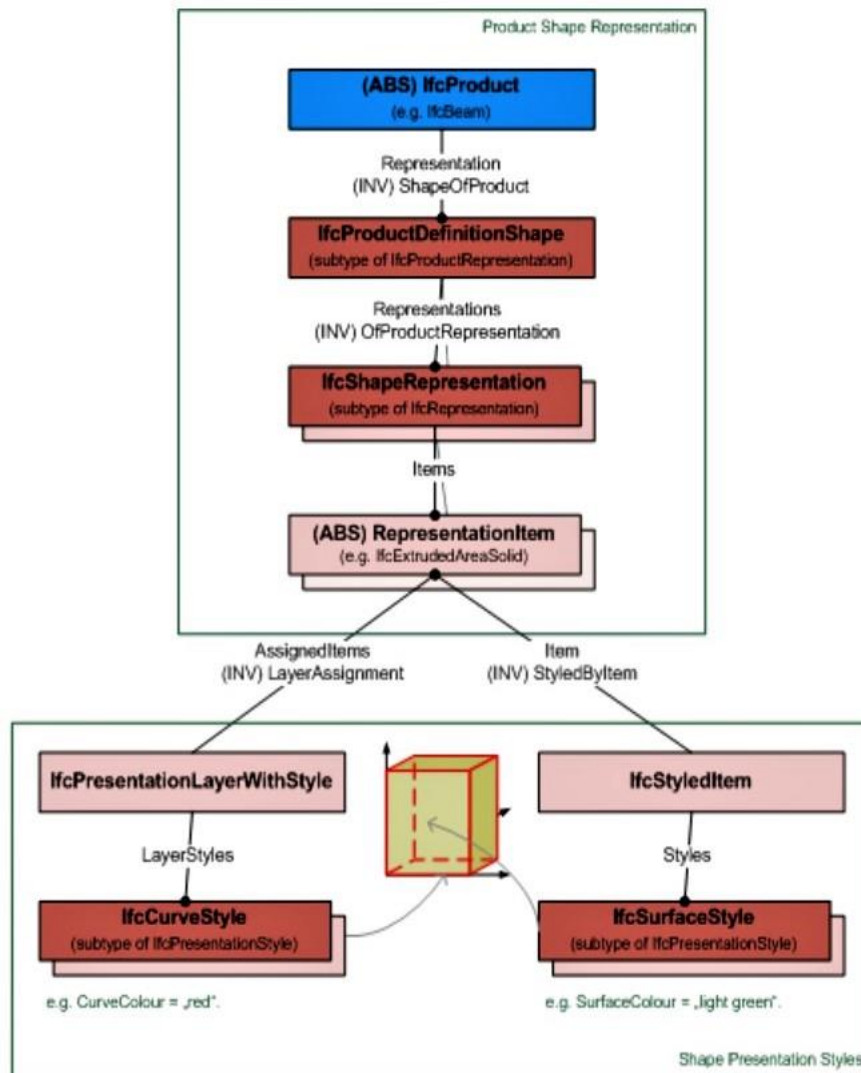 Product Shape Representation
(ABS) IfcProduct
(e.g. IfcBeam)
Representation
(INV) ShapeOfProduct
IfcProductDefinitionShape
(subtype of IfcProductRepresentation)
Representations
(INV) OfProductRepresentation
IfcShapeRepresentation
(subtype of IfcRepresentation)
Items
(ABS) RepresentationItem
(e.g. IfcExtrudedAreaSolid)
AssignedItems
(INV) LayerAssignment
Item
(INV) StyledByItem
IfcPresentationLayerWithStyle
IfcStyledItem
LayerStyles
Styles
IfcCurveStyle
(subtype of IfcPresentationStyle)
IfcSurfaceStyle
(subtype of IfcPresentationStyle)
e.g. CurveColour = „red“.
e.g. SurfaceColour = „light green“.
Shape Presentation Styles